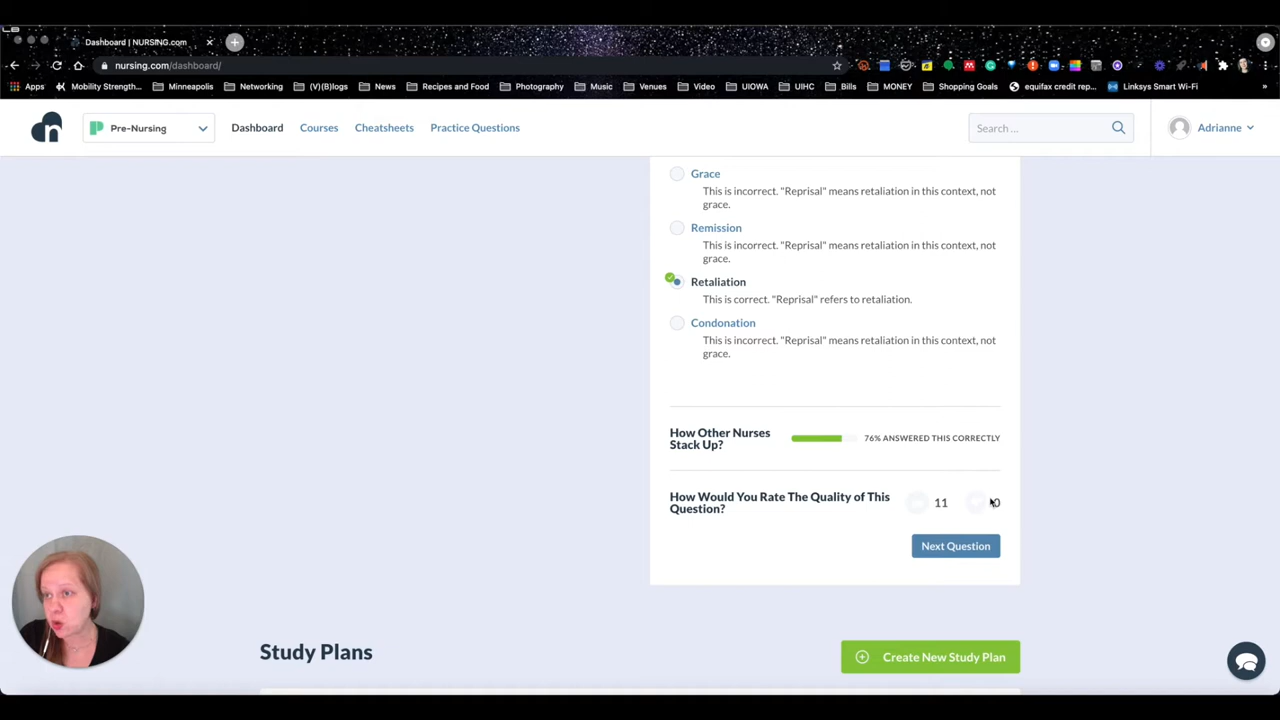 Dashboard | NURSING.com
nursing.com/dashboard/
Apps Mobility Strength... Minneapolis Networking (V)(B)logs News Recipes and Food Photography Music Venues Video UIOWA UIHC Bills MONEY Shopping Goals equifax credit rep... Linksys Smart Wi-Fi »
Pre-Nursing Dashboard Courses Cheatsheets Practice Questions Search ... Adrianne
Grace
This is incorrect. "Reprisal" means retaliation in this context, not
grace.
Remission
This is incorrect. "Reprisal" means retaliation in this context, not
grace.
Retaliation
This is correct. "Reprisal" refers to retaliation.
Condonation
This is incorrect. "Reprisal" means retaliation in this context, not
grace.
How Other Nurses
Stack Up?
76% ANSWERED THIS CORRECTLY
How Would You Rate The Quality of This
Question?
11 0
Next Question
Study Plans
Create New Study Plan